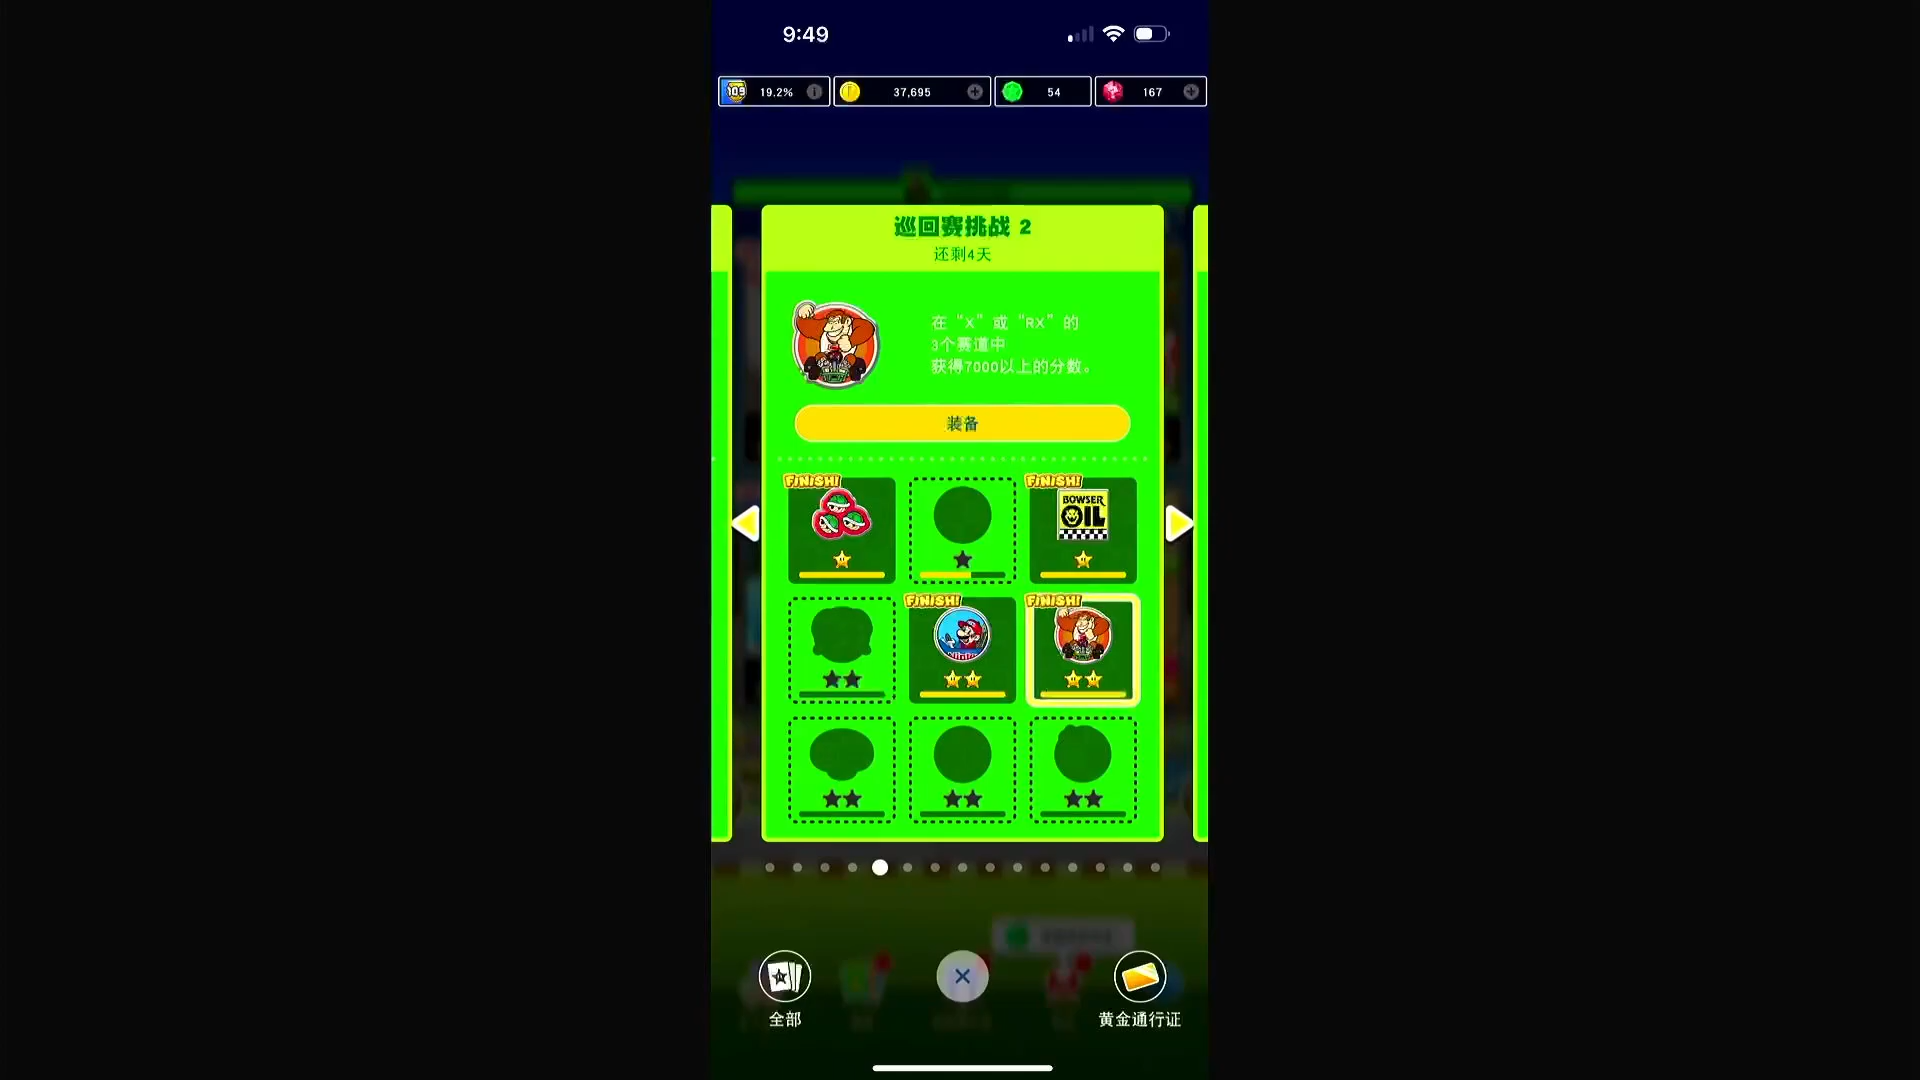 9:49
109 19.2% 37,695 54 167
巡回赛挑战 2
还剩4天
在“X”或“RX”的
3个赛道中
获得7000以上的分数。
装备
FINISH! FINISH!
BOWSER
OIL
FINISH! FINISH!
全部 黄金通行证